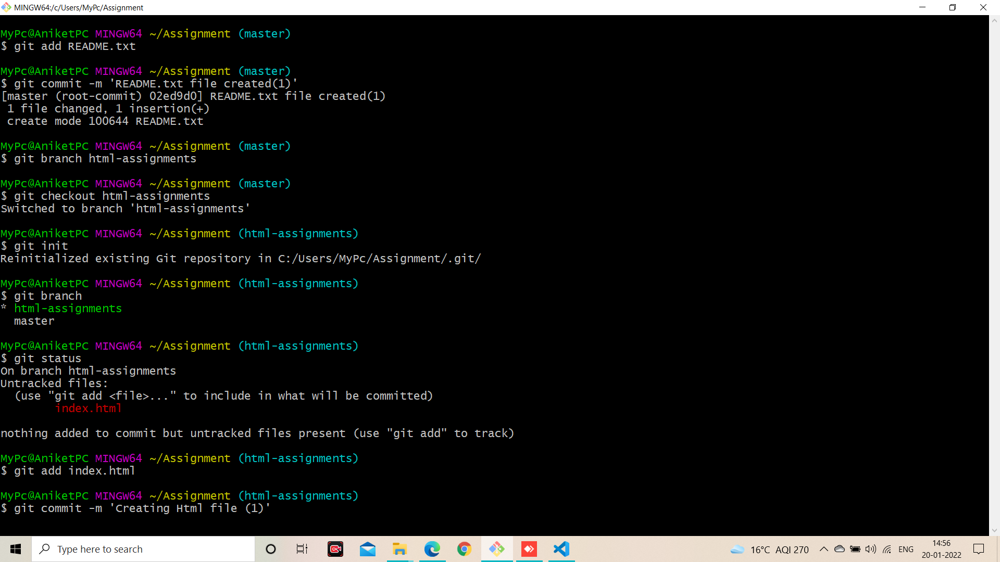 MINGW64:/c/Users/MyPc/Assignment
MyPc@AniketPC MINGW64 ~/Assignment (master)
$ git add README.txt
MyPc@AniketPC MINGW64 ~/Assignment (master)
$ git commit -m 'README.txt file created(1)'
[master (root-commit) 02ed9d0] README.txt file created(1)
 1 file changed, 1 insertion(+)
 create mode 100644 README.txt
MyPc@AniketPC MINGW64 ~/Assignment (master)
$ git branch html-assignments
MyPc@AniketPC MINGW64 ~/Assignment (master)
$ git checkout html-assignments
Switched to branch 'html-assignments'
MyPc@AniketPC MINGW64 ~/Assignment (html-assignments)
$ git init
Reinitialized existing Git repository in C:/Users/MyPc/Assignment/.git/
MyPc@AniketPC MINGW64 ~/Assignment (html-assignments)
$ git branch
* html-assignments
  master
MyPc@AniketPC MINGW64 ~/Assignment (html-assignments)
$ git status
On branch html-assignments
Untracked files:
  (use "git add <file>..." to include in what will be committed)
        index.html
nothing added to commit but untracked files present (use "git add" to track)
MyPc@AniketPC MINGW64 ~/Assignment (html-assignments)
$ git add index.html
MyPc@AniketPC MINGW64 ~/Assignment (html-assignments)
$ git commit -m 'Creating Html file (1)'
Type here to search
16°C AQI 270
ENG
14:56
20-01-2022